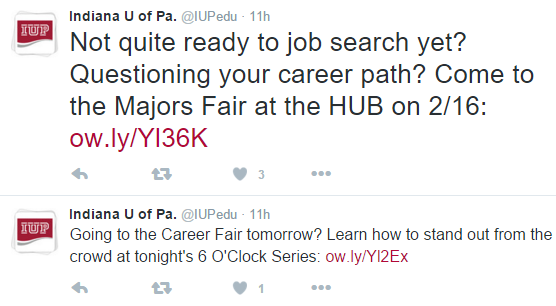 Indiana U of Pa. @IUPedu · 11h
IUP
Not quite ready to job search yet?
Questioning your career path? Come to
the Majors Fair at the HUB on 2/16:
ow.ly/YI36K
3
Indiana U of Pa. @IUPedu · 11h
IUP
Going to the Career Fair tomorrow? Learn how to stand out from the
crowd at tonight's 6 O'Clock Series: ow.ly/YI2Ex
1